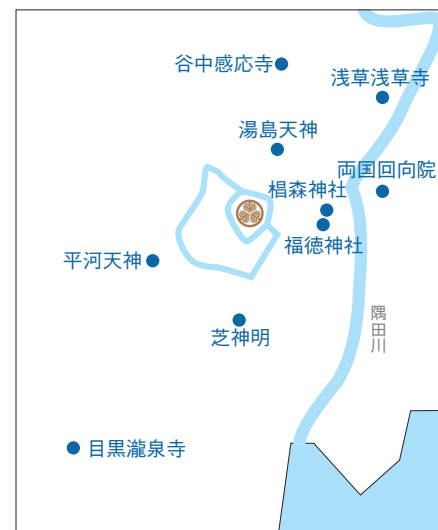 谷中感応寺
浅草浅草寺
湯島天神
両国回向院
椙森神社
福徳神社
平河天神
隅田川
芝神明
目黒瀧泉寺